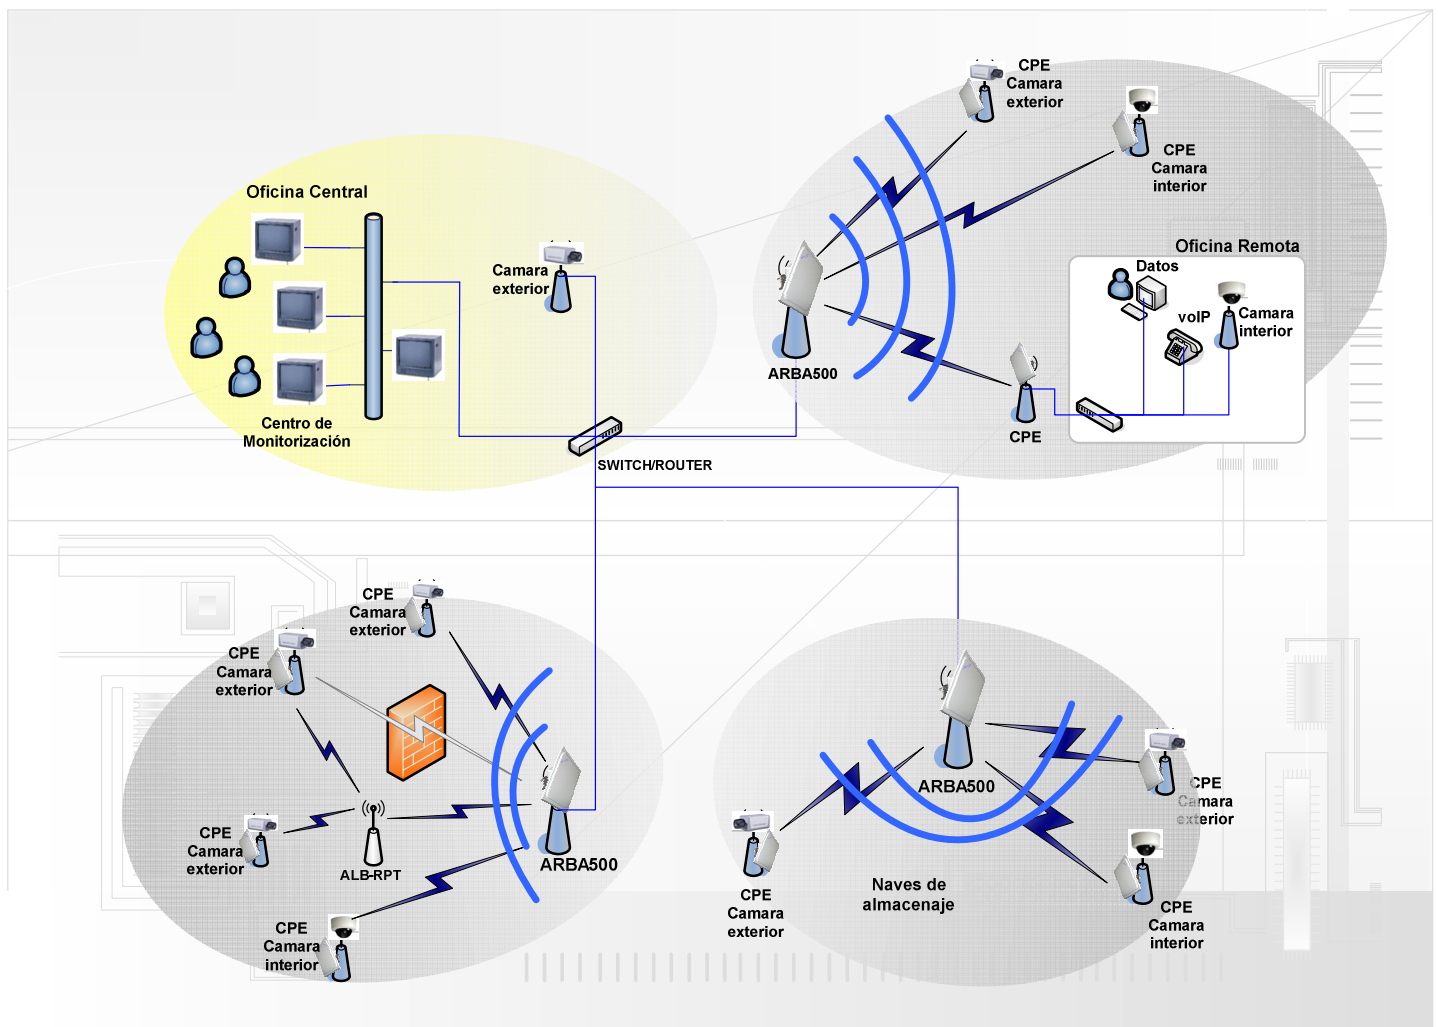 CPE
Camara
exterior
CPE
Camara
interior
Oficina Central
Camara
exterior
Centro de
Monitorización
SWITCH/ROUTER
ARBA500
Oficina Remota
Datos
voIP
Camara
interior
CPE
CPE
Camara
exterior
CPE
Camara
exterior
CPE
Camara
exterior
ALB-RPT
ARBA500
CPE
Camara
interior
ARBA500
CPE
Camara
exterior
CPE
Camara
exterior
Naves de
almacenaje
CPE
Camara
interior